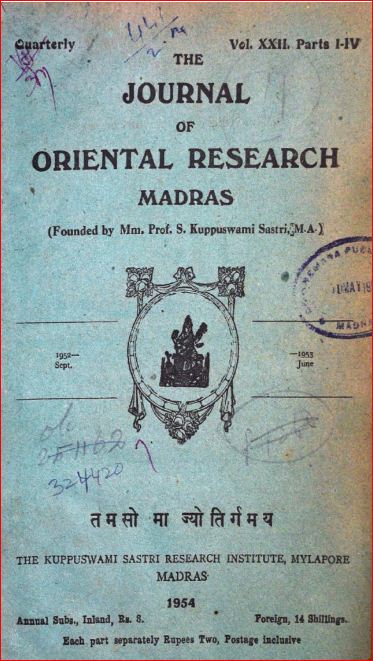 Quarterly Vol. XXII. Parts I-IV
THE
JOURNAL
OF
ORIENTAL RESEARCH
MADRAS
(Founded by Mm. Prof. S. Kuppuswami Sastri, M.A.)
1952— —1953
Sept. June
324420
तमसो मा ज्योतिर्गमय
THE KUPPUSWAMI SASTRI RESEARCH INSTITUTE, MYLAPORE
MADRAS
1954
Annual Subs., Inland, Rs. 8. Foreign, 14 Shillings.
Each part separately Rupees Two, Postage inclusive